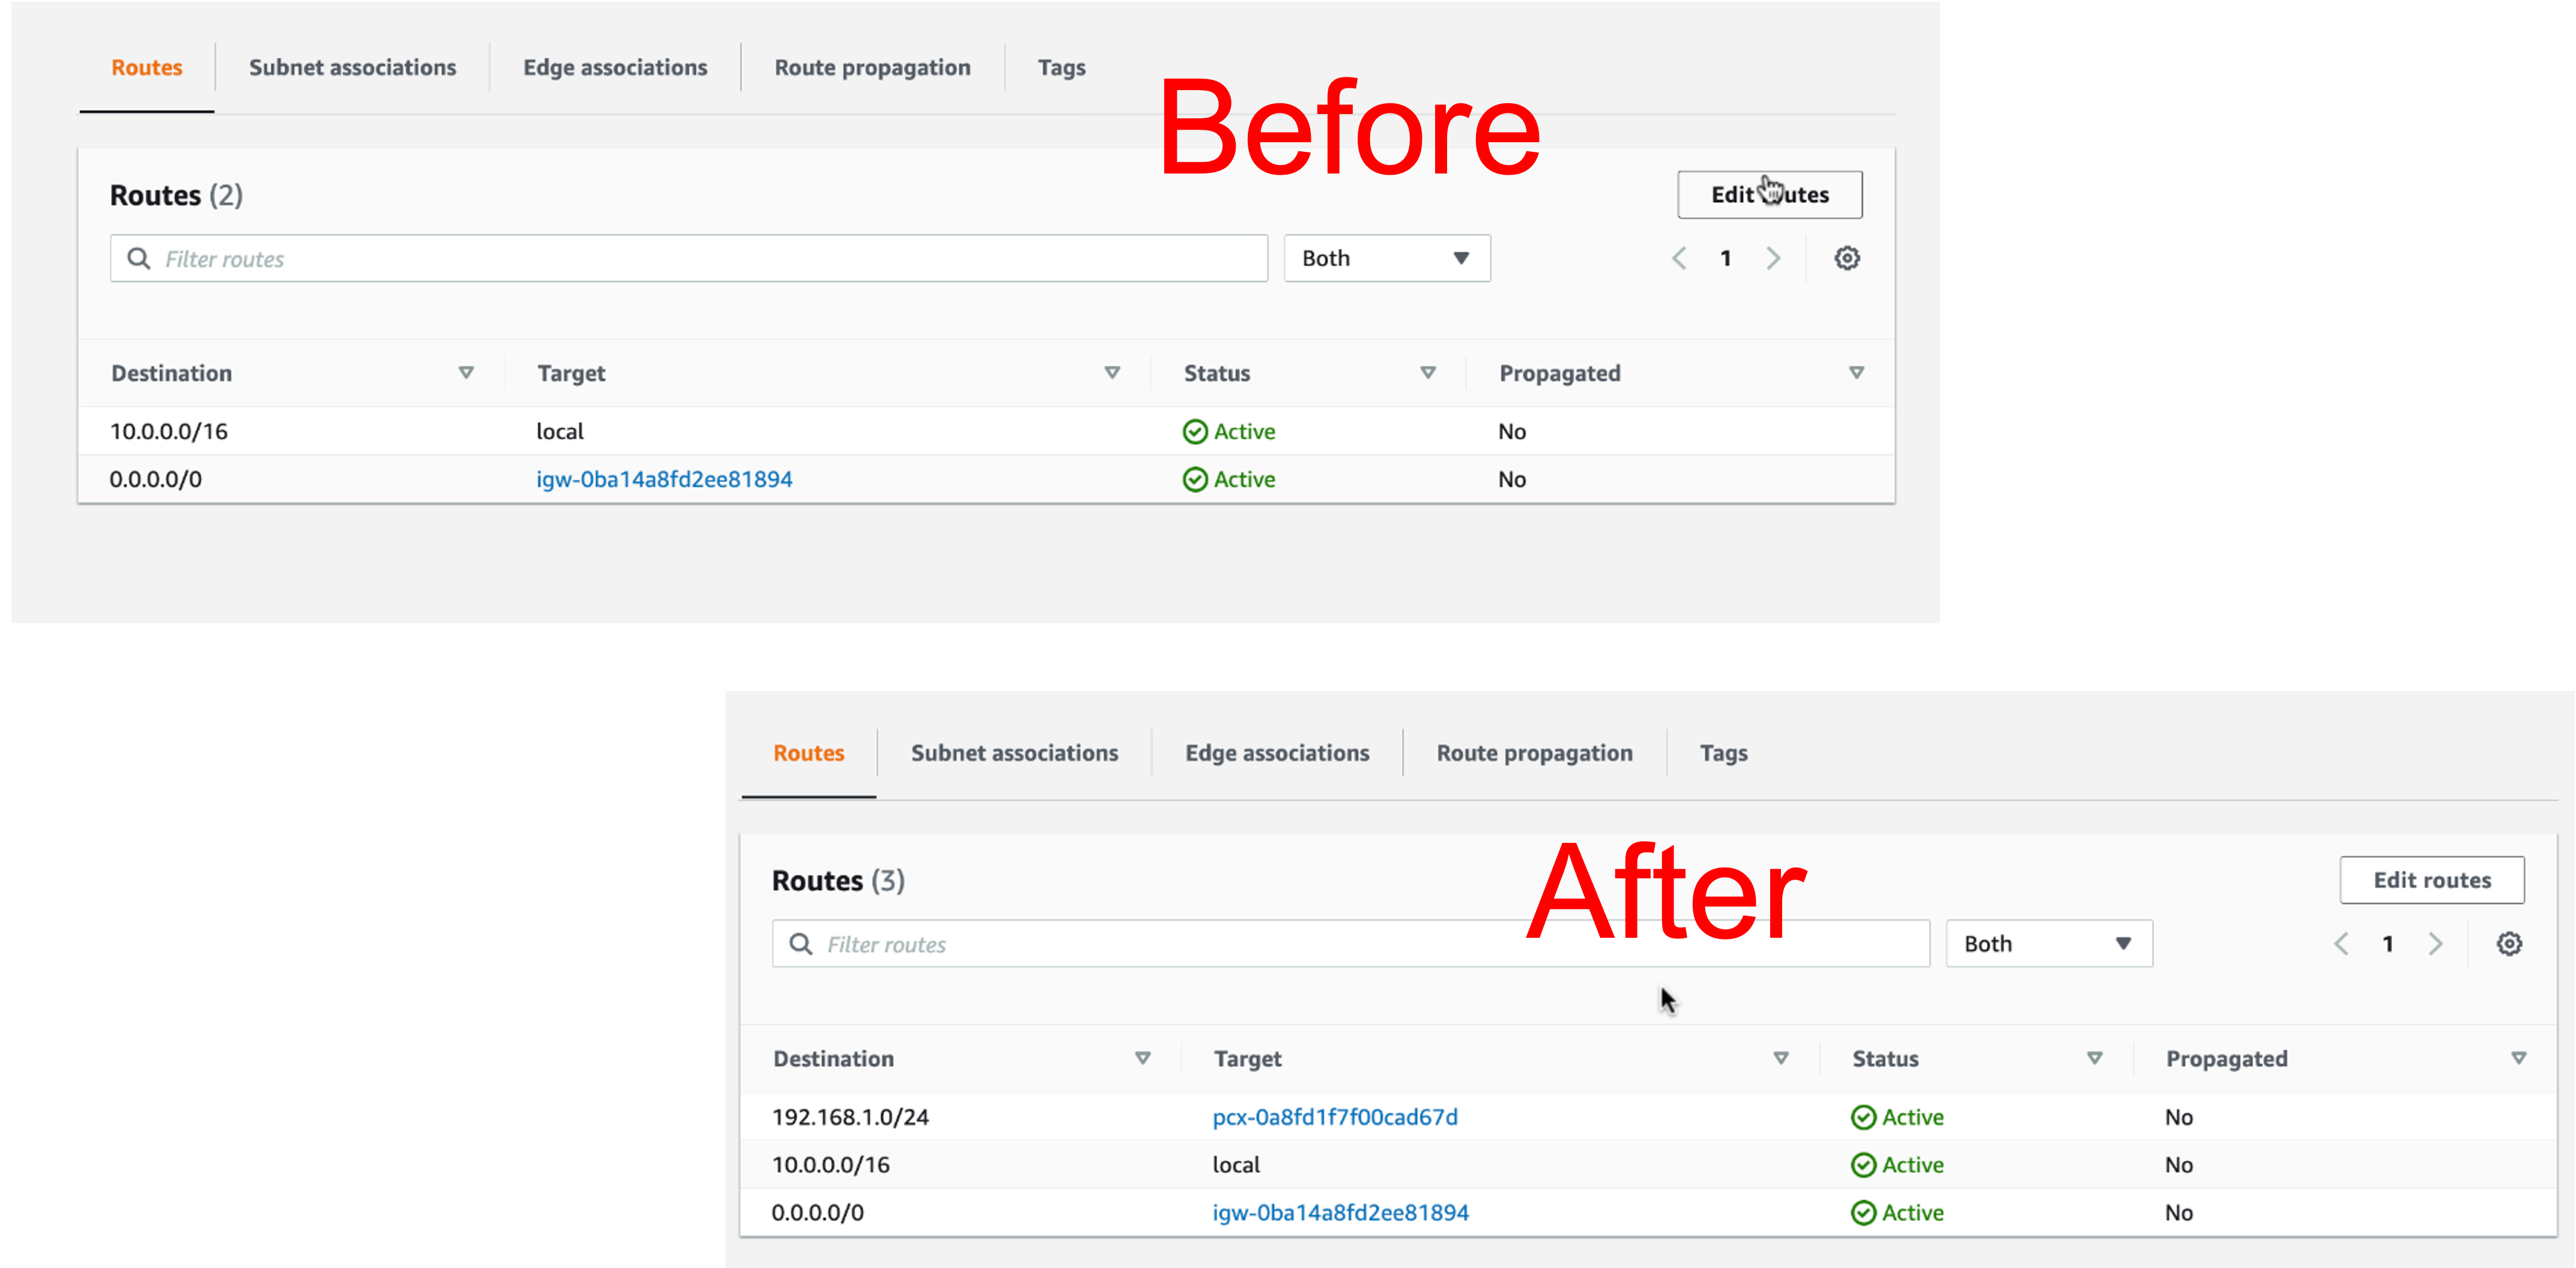 Routes Subnet associations Edge associations Route propagation Tags
Before
Routes (2)
Edit routes
Filter routes Both 1
Destination Target Status Propagated
10.0.0.0/16 local Active No
0.0.0.0/0 igw-0ba14a8fd2ee81894 Active No
Routes Subnet associations Edge associations Route propagation Tags
After
Routes (3) Edit routes
Filter routes Both 1
Destination Target Status Propagated
192.168.1.0/24 pcx-0a8fd1f7f00cad67d Active No
10.0.0.0/16 local Active No
0.0.0.0/0 igw-0ba14a8fd2ee81894 Active No